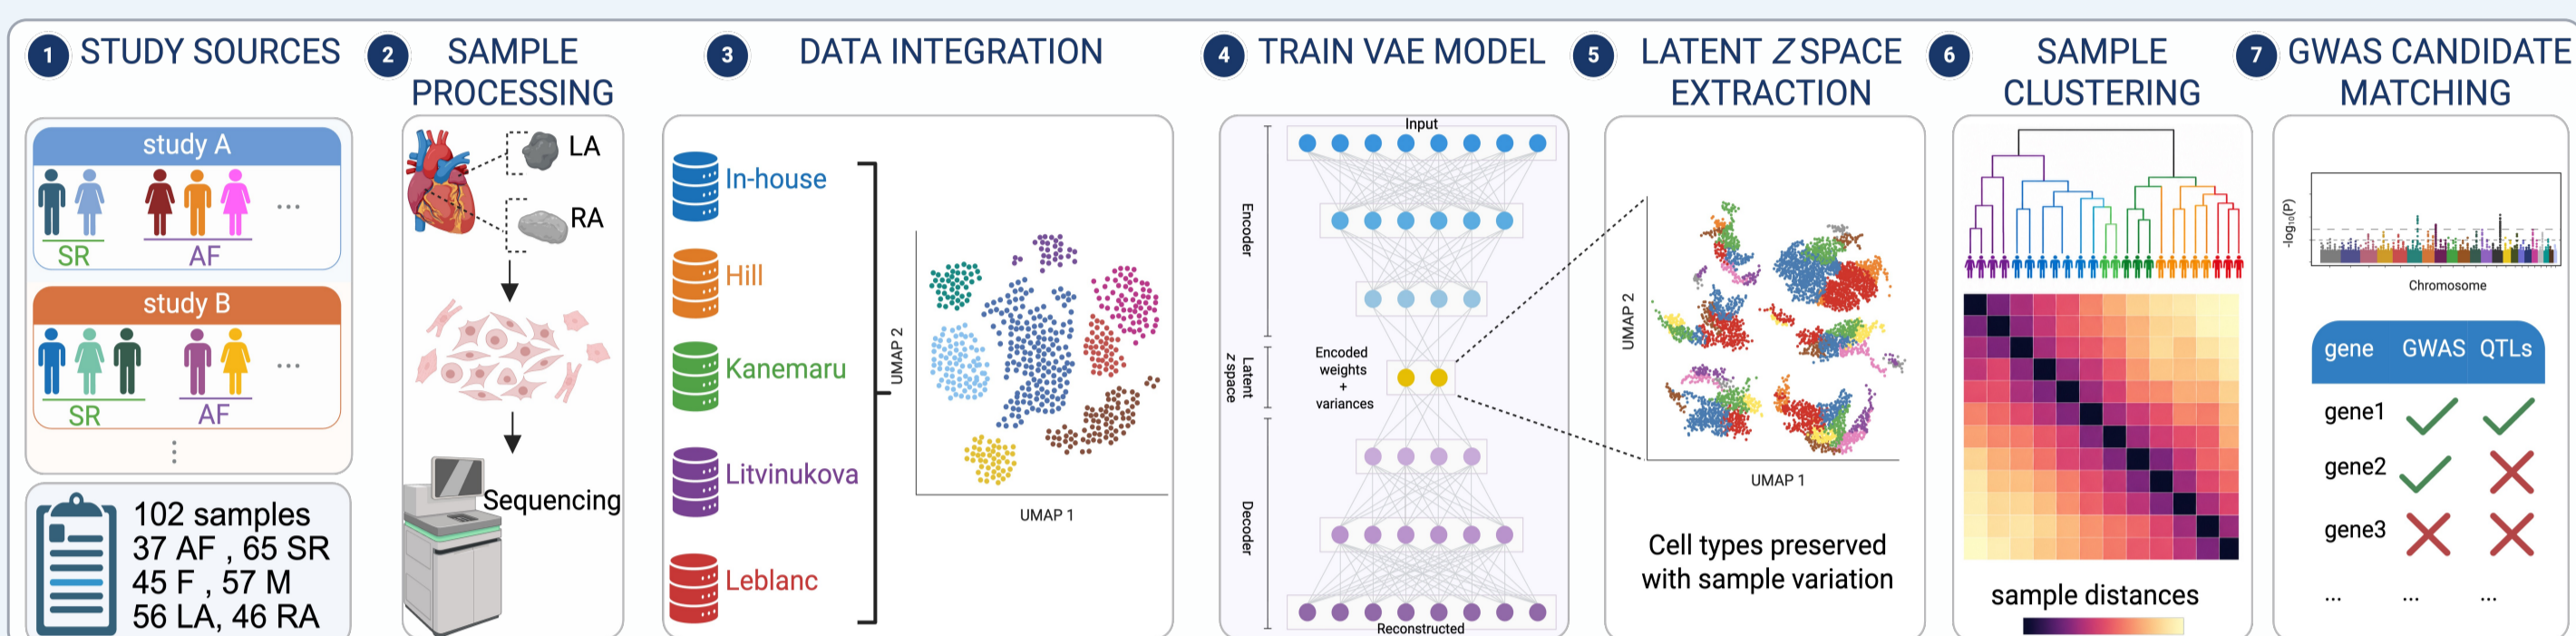 1 STUDY SOURCES
study A
SR AF ...
study B
SR AF ...
102 samples
37 AF , 65 SR
45 F , 57 M
56 LA, 46 RA
2 SAMPLE
PROCESSING
LA
RA
Sequencing
3 DATA INTEGRATION
In-house
Hill
Kanemaru
Litvinukova
Leblanc
UMAP 2
UMAP 1
4 TRAIN VAE MODEL
Input
Encoder
Latent
z space
Encoded
weights
+
variances
Decoder
Reconstructed
5 LATENT Z SPACE
EXTRACTION
UMAP 2
UMAP 1
Cell types preserved
with sample variation
6 SAMPLE
CLUSTERING
sample distances
7 GWAS CANDIDATE
MATCHING
-log10(P)
Chromosome
gene GWAS QTLs
gene1
gene2
gene3
... ... ...